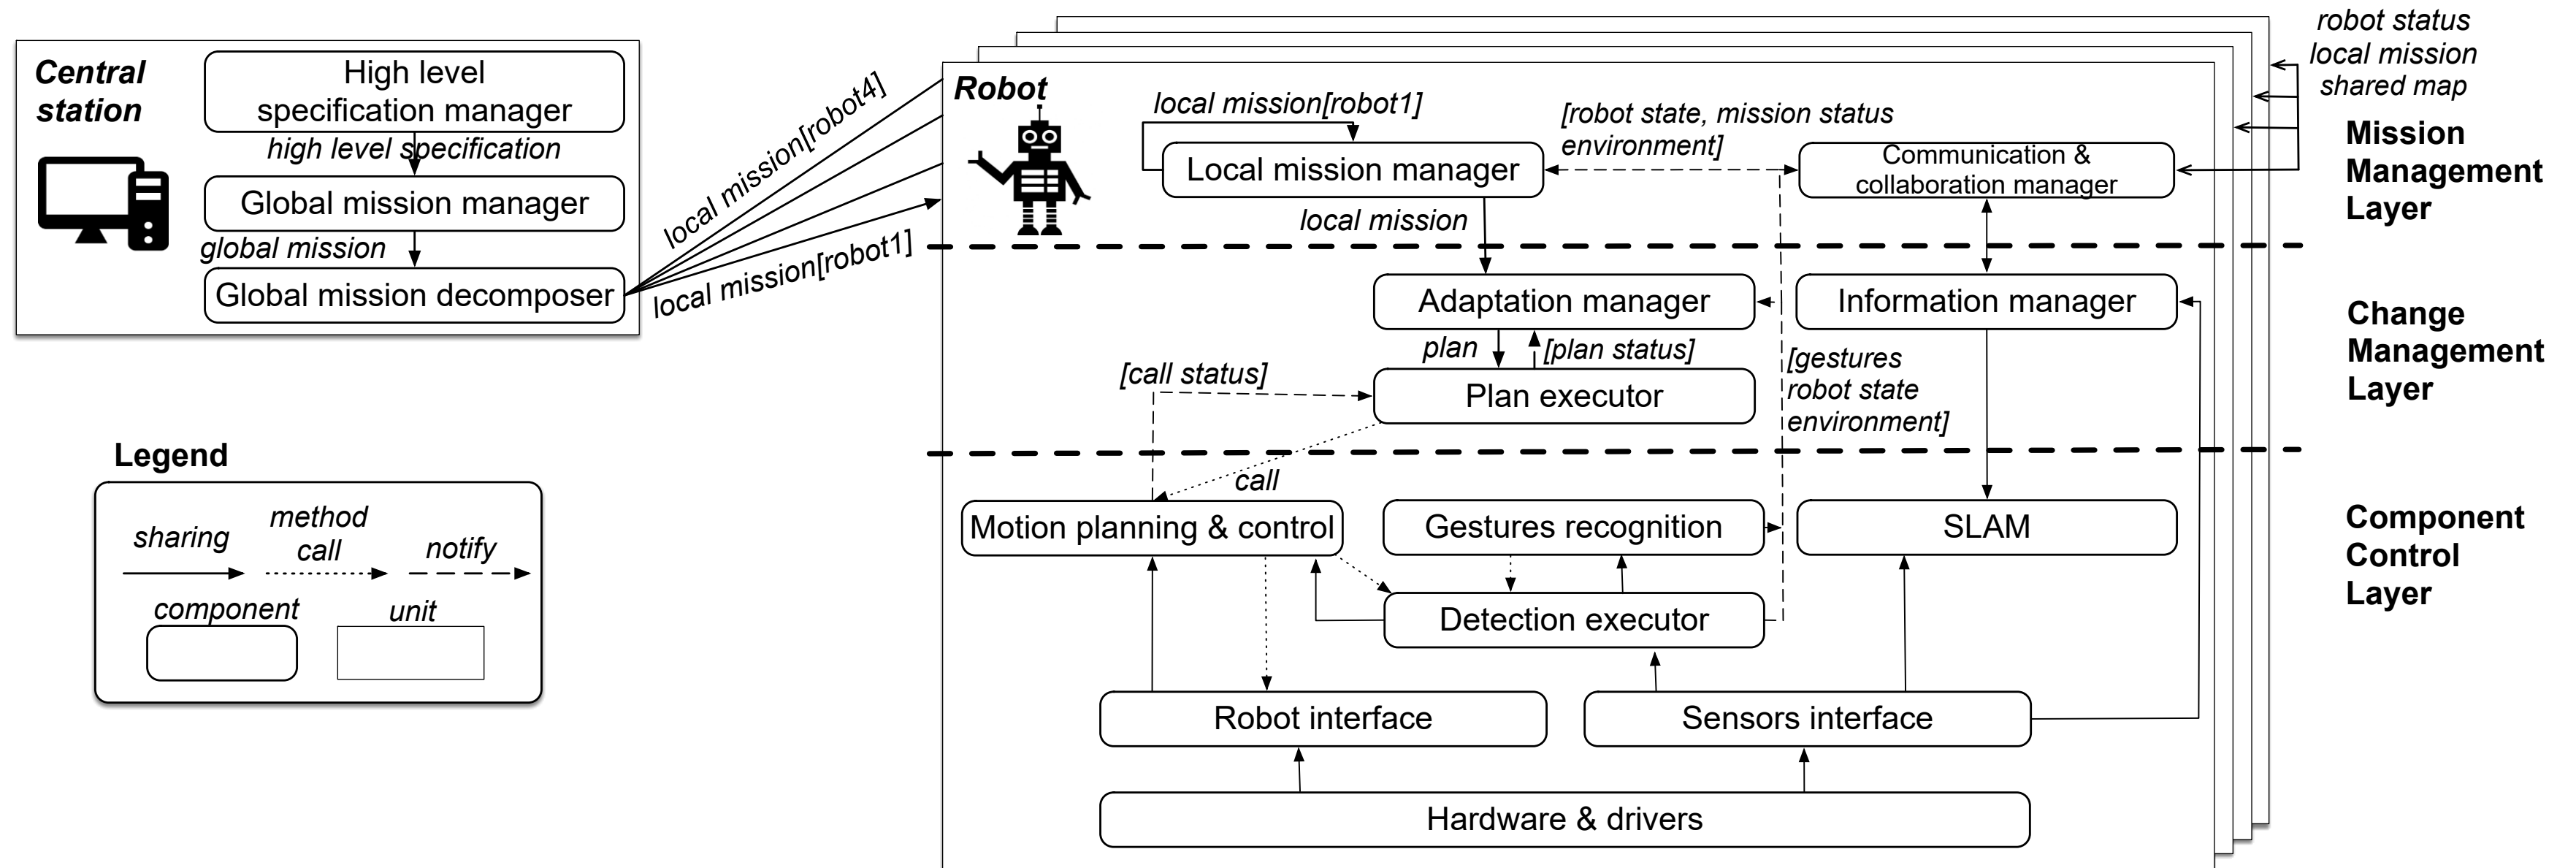 Central
station
High level
specification manager
high level specification
Global mission manager
global mission
Global mission decomposer
local mission[robot4]
local mission[robot1]
Robot
local mission[robot1]
Local mission manager
[robot state, mission status
environment]
Communication &
collaboration manager
robot status
local mission
shared map
Mission
Management
Layer
local mission
Adaptation manager
Information manager
plan
[plan status]
[call status]
Plan executor
[gestures
robot state
environment]
Change
Management
Layer
call
Motion planning & control
Gestures recognition
SLAM
Detection executor
Component
Control
Layer
Robot interface
Sensors interface
Hardware & drivers
Legend
sharing
method
call
notify
component
unit